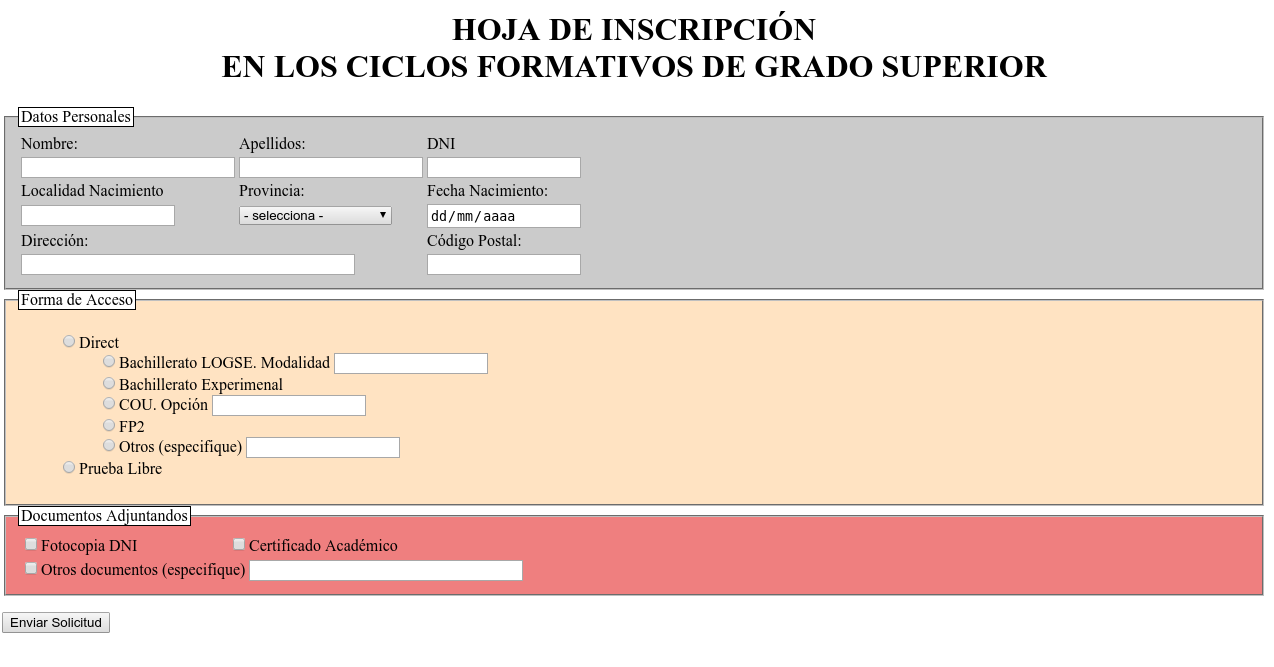 HOJA DE INSCRIPCIÓN
EN LOS CICLOS FORMATIVOS DE GRADO SUPERIOR
Datos Personales
Nombre: Apellidos: DNI
Localidad Nacimiento Provincia: Fecha Nacimiento:
- selecciona - dd/mm/aaaa
Dirección: Código Postal:
Forma de Acceso
Direct
Bachillerato LOGSE. Modalidad
Bachillerato Experimenal
COU. Opción
FP2
Otros (especifique)
Prueba Libre
Documentos Adjuntandos
Fotocopia DNI Certificado Académico
Otros documentos (especifique)
Enviar Solicitud